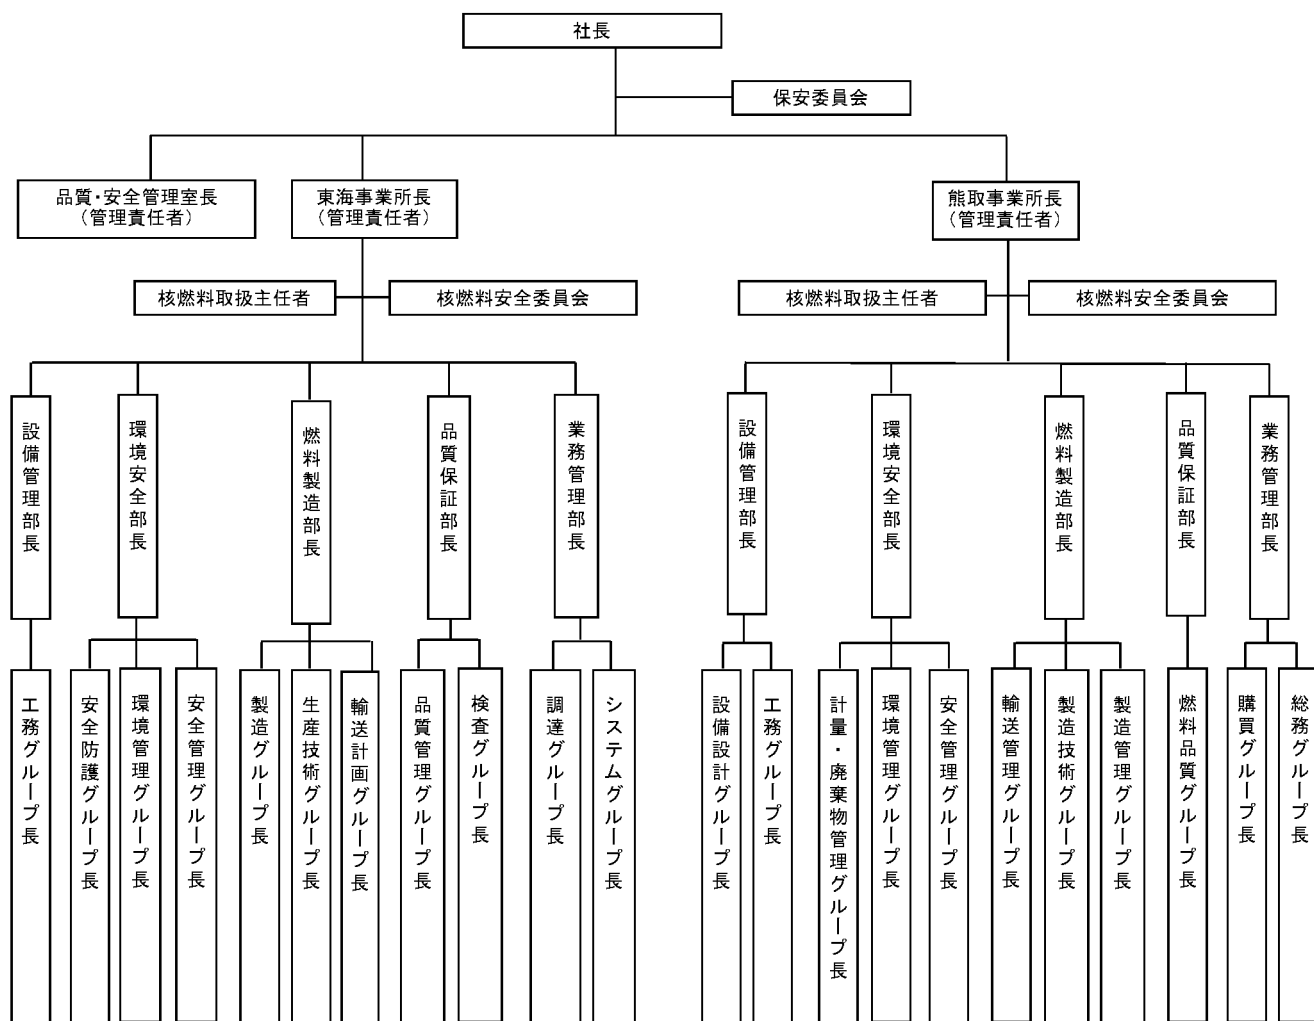 社長
保安委員会
品質・安全管理室長
（管理責任者）
東海事業所長
（管理責任者）
熊取事業所長
（管理責任者）
核燃料取扱主任者
核燃料安全委員会
核燃料取扱主任者
核燃料安全委員会
設備管理部長
環境安全部長
燃料製造部長
品質保証部長
業務管理部長
設備管理部長
環境安全部長
燃料製造部長
品質保証部長
業務管理部長
工務グループ長
安全防護グループ長
環境管理グループ長
安全管理グループ長
製造グループ長
生産技術グループ長
輸送計画グループ長
品質管理グループ長
検査グループ長
調達グループ長
システムグループ長
設備設計グループ長
工務グループ長
計量・廃棄物管理グループ長
環境管理グループ長
安全管理グループ長
輸送管理グループ長
製造技術グループ長
製造管理グループ長
燃料品質グループ長
購買グループ長
総務グループ長